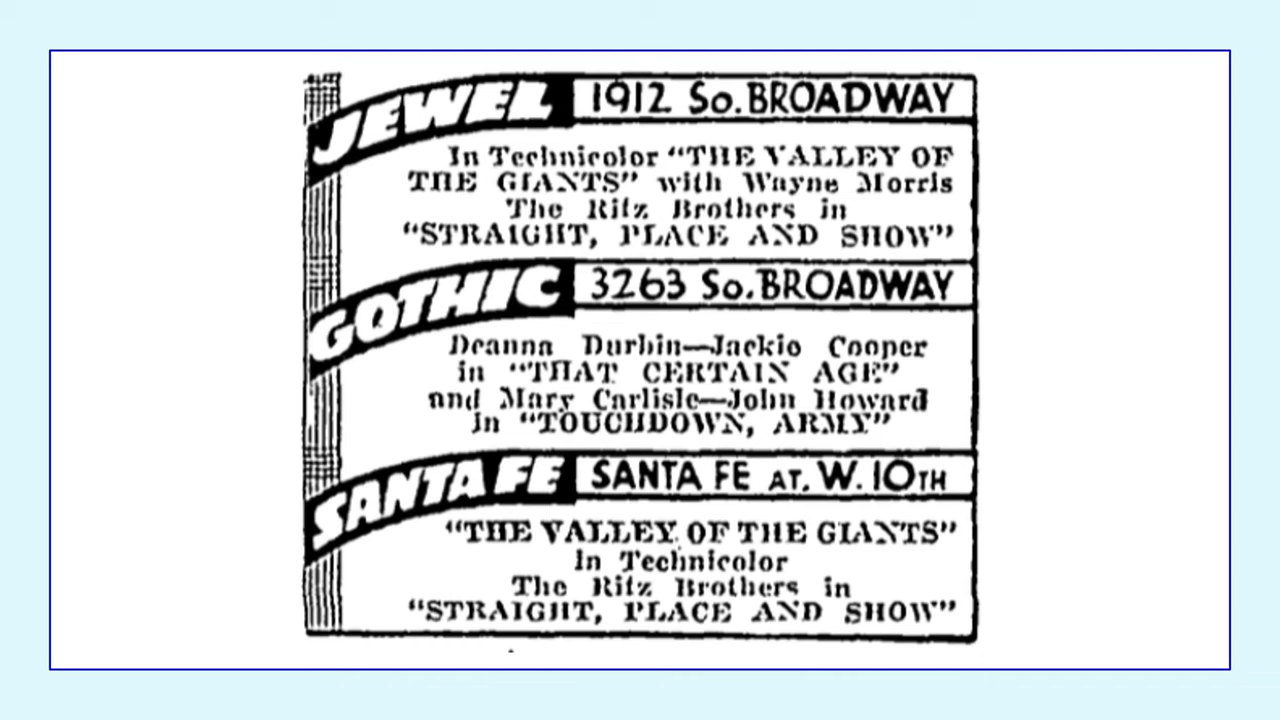 JEWEL 1912 So. BROADWAY
In Technicolor "THE VALLEY OF
THE GIANTS" with Wayne Morris
The Ritz Brothers in
"STRAIGHT, PLACE AND SHOW"
GOTHIC 3263 So. BROADWAY
Deanna Durbin—Jackie Cooper
in "THAT CERTAIN AGE"
and Mary Carlisle—John Howard
in "TOUCHDOWN, ARMY"
SANTA FE SANTA FE AT. W. 10TH
"THE VALLEY OF THE GIANTS"
In Technicolor
The Ritz Brothers in
"STRAIGHT, PLACE AND SHOW"